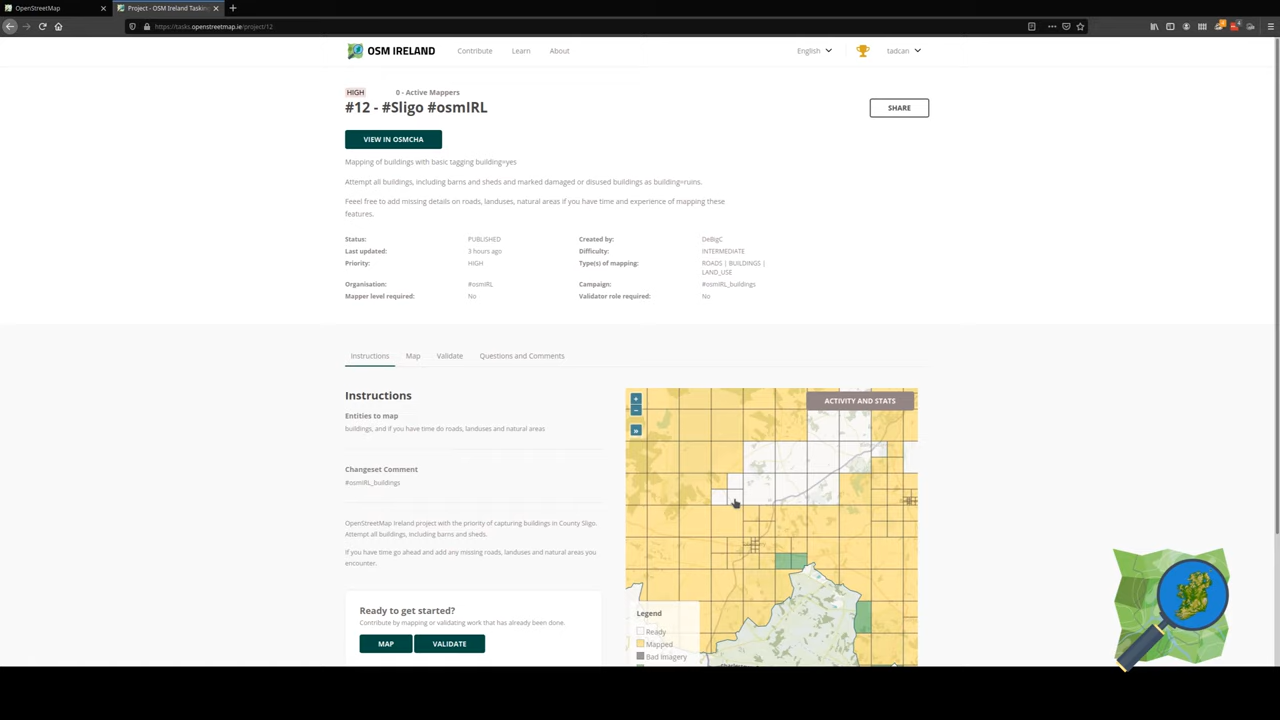 OpenStreetMap
Project - OSM Ireland Tasking
https://tasks.openstreetmap.ie/project/12
OSM IRELAND
Contribute
Learn
About
English
tadcan
HIGH
0 - Active Mappers
#12 - #Sligo #osmIRL
SHARE
VIEW IN OSMCHA
Mapping of buildings with basic tagging building=yes
Attempt all buildings, including barns and sheds and marked damaged or disused buildings as building=ruins.
Feeel free to add missing details on roads, landuses, natural areas if you have time and experience of mapping these
features.
Status: PUBLISHED
Created by: DeBigC
Last updated: 3 hours ago
Difficulty: INTERMEDIATE
Priority: HIGH
Type(s) of mapping: ROADS | BUILDINGS |
LAND_USE
Organisation: #osmIRL
Campaign: #osmIRL_buildings
Mapper level required: No
Validator role required: No
Instructions
Map
Validate
Questions and Comments
Instructions
Entities to map
buildings, and if you have time do roads, landuses and natural areas
Changeset Comment
#osmIRL_buildings
OpenStreetMap Ireland project with the priority of capturing buildings in County Sligo.
Attempt all buildings, including barns and sheds.
If you have time go ahead and add any missing roads, landuses and natural areas you
encounter.
Ready to get started?
Contribute by mapping or validating work that has already been done.
MAP
VALIDATE
ACTIVITY AND STATS
Legend
Ready
Mapped
Bad Imagery